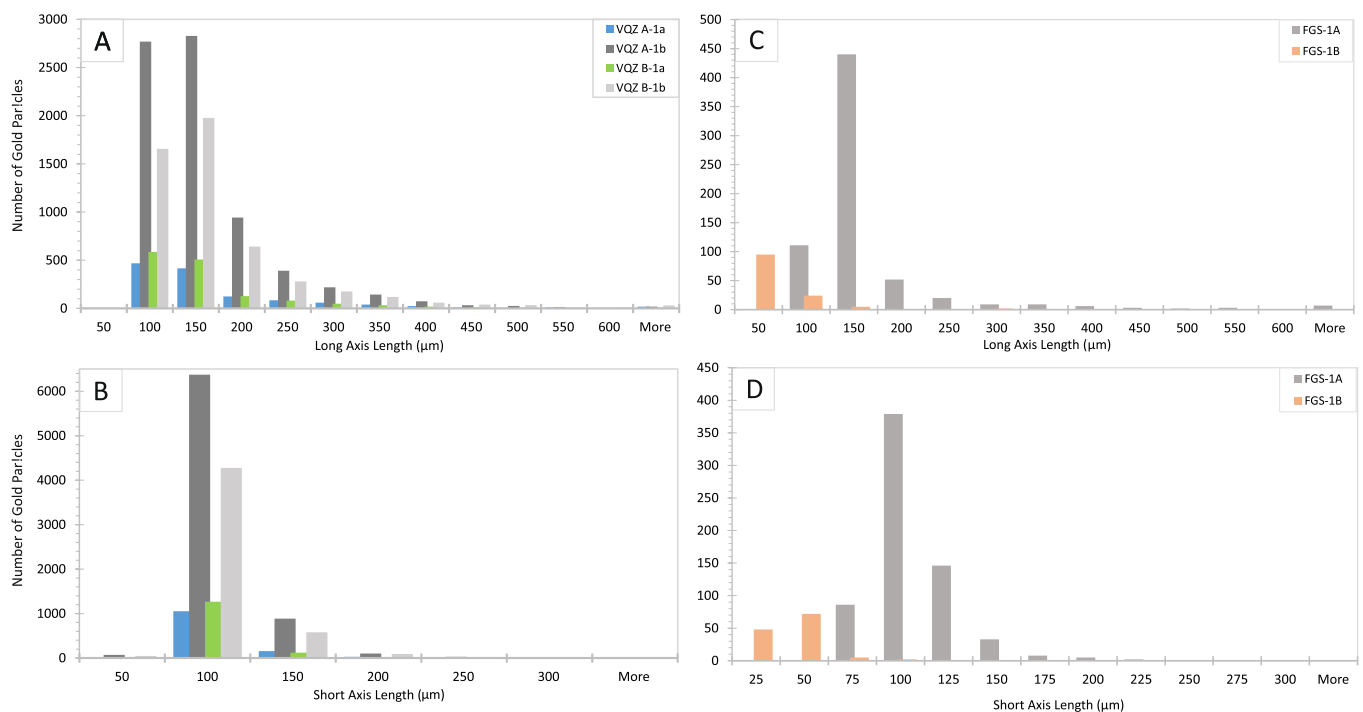 A
3000
2500
2000
1500
1000
500
0
Number of Gold Par!cles
VQZ A-1a
VQZ A-1b
VQZ B-1a
VQZ B-1b
50 100 150 200 250 300 350 400 450 500 550 600 More
Long Axis Length (µm)
C
500
450
400
350
300
250
200
150
100
50
0
FGS-1A
FGS-1B
50 100 150 200 250 300 350 400 450 500 550 600 More
Long Axis Length (µm)
B
6000
5000
4000
3000
2000
1000
0
Number of Gold Par!cles
50 100 150 200 250 300 More
Short Axis Length (µm)
D
450
400
350
300
250
200
150
100
50
0
FGS-1A
FGS-1B
25 50 75 100 125 150 175 200 225 250 275 300 More
Short Axis Length (µm)